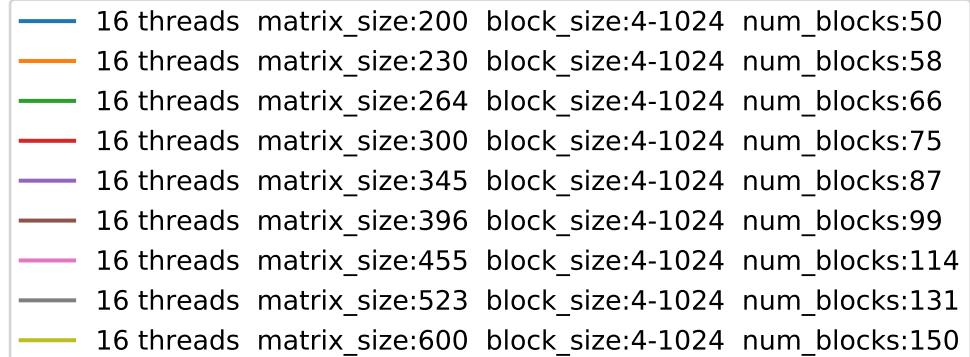 16 threads matrix_size:200 block_size:4-1024 num_blocks:50
16 threads matrix_size:230 block_size:4-1024 num_blocks:58
16 threads matrix_size:264 block_size:4-1024 num_blocks:66
16 threads matrix_size:300 block_size:4-1024 num_blocks:75
16 threads matrix_size:345 block_size:4-1024 num_blocks:87
16 threads matrix_size:396 block_size:4-1024 num_blocks:99
16 threads matrix_size:455 block_size:4-1024 num_blocks:114
16 threads matrix_size:523 block_size:4-1024 num_blocks:131
16 threads matrix_size:600 block_size:4-1024 num_blocks:150